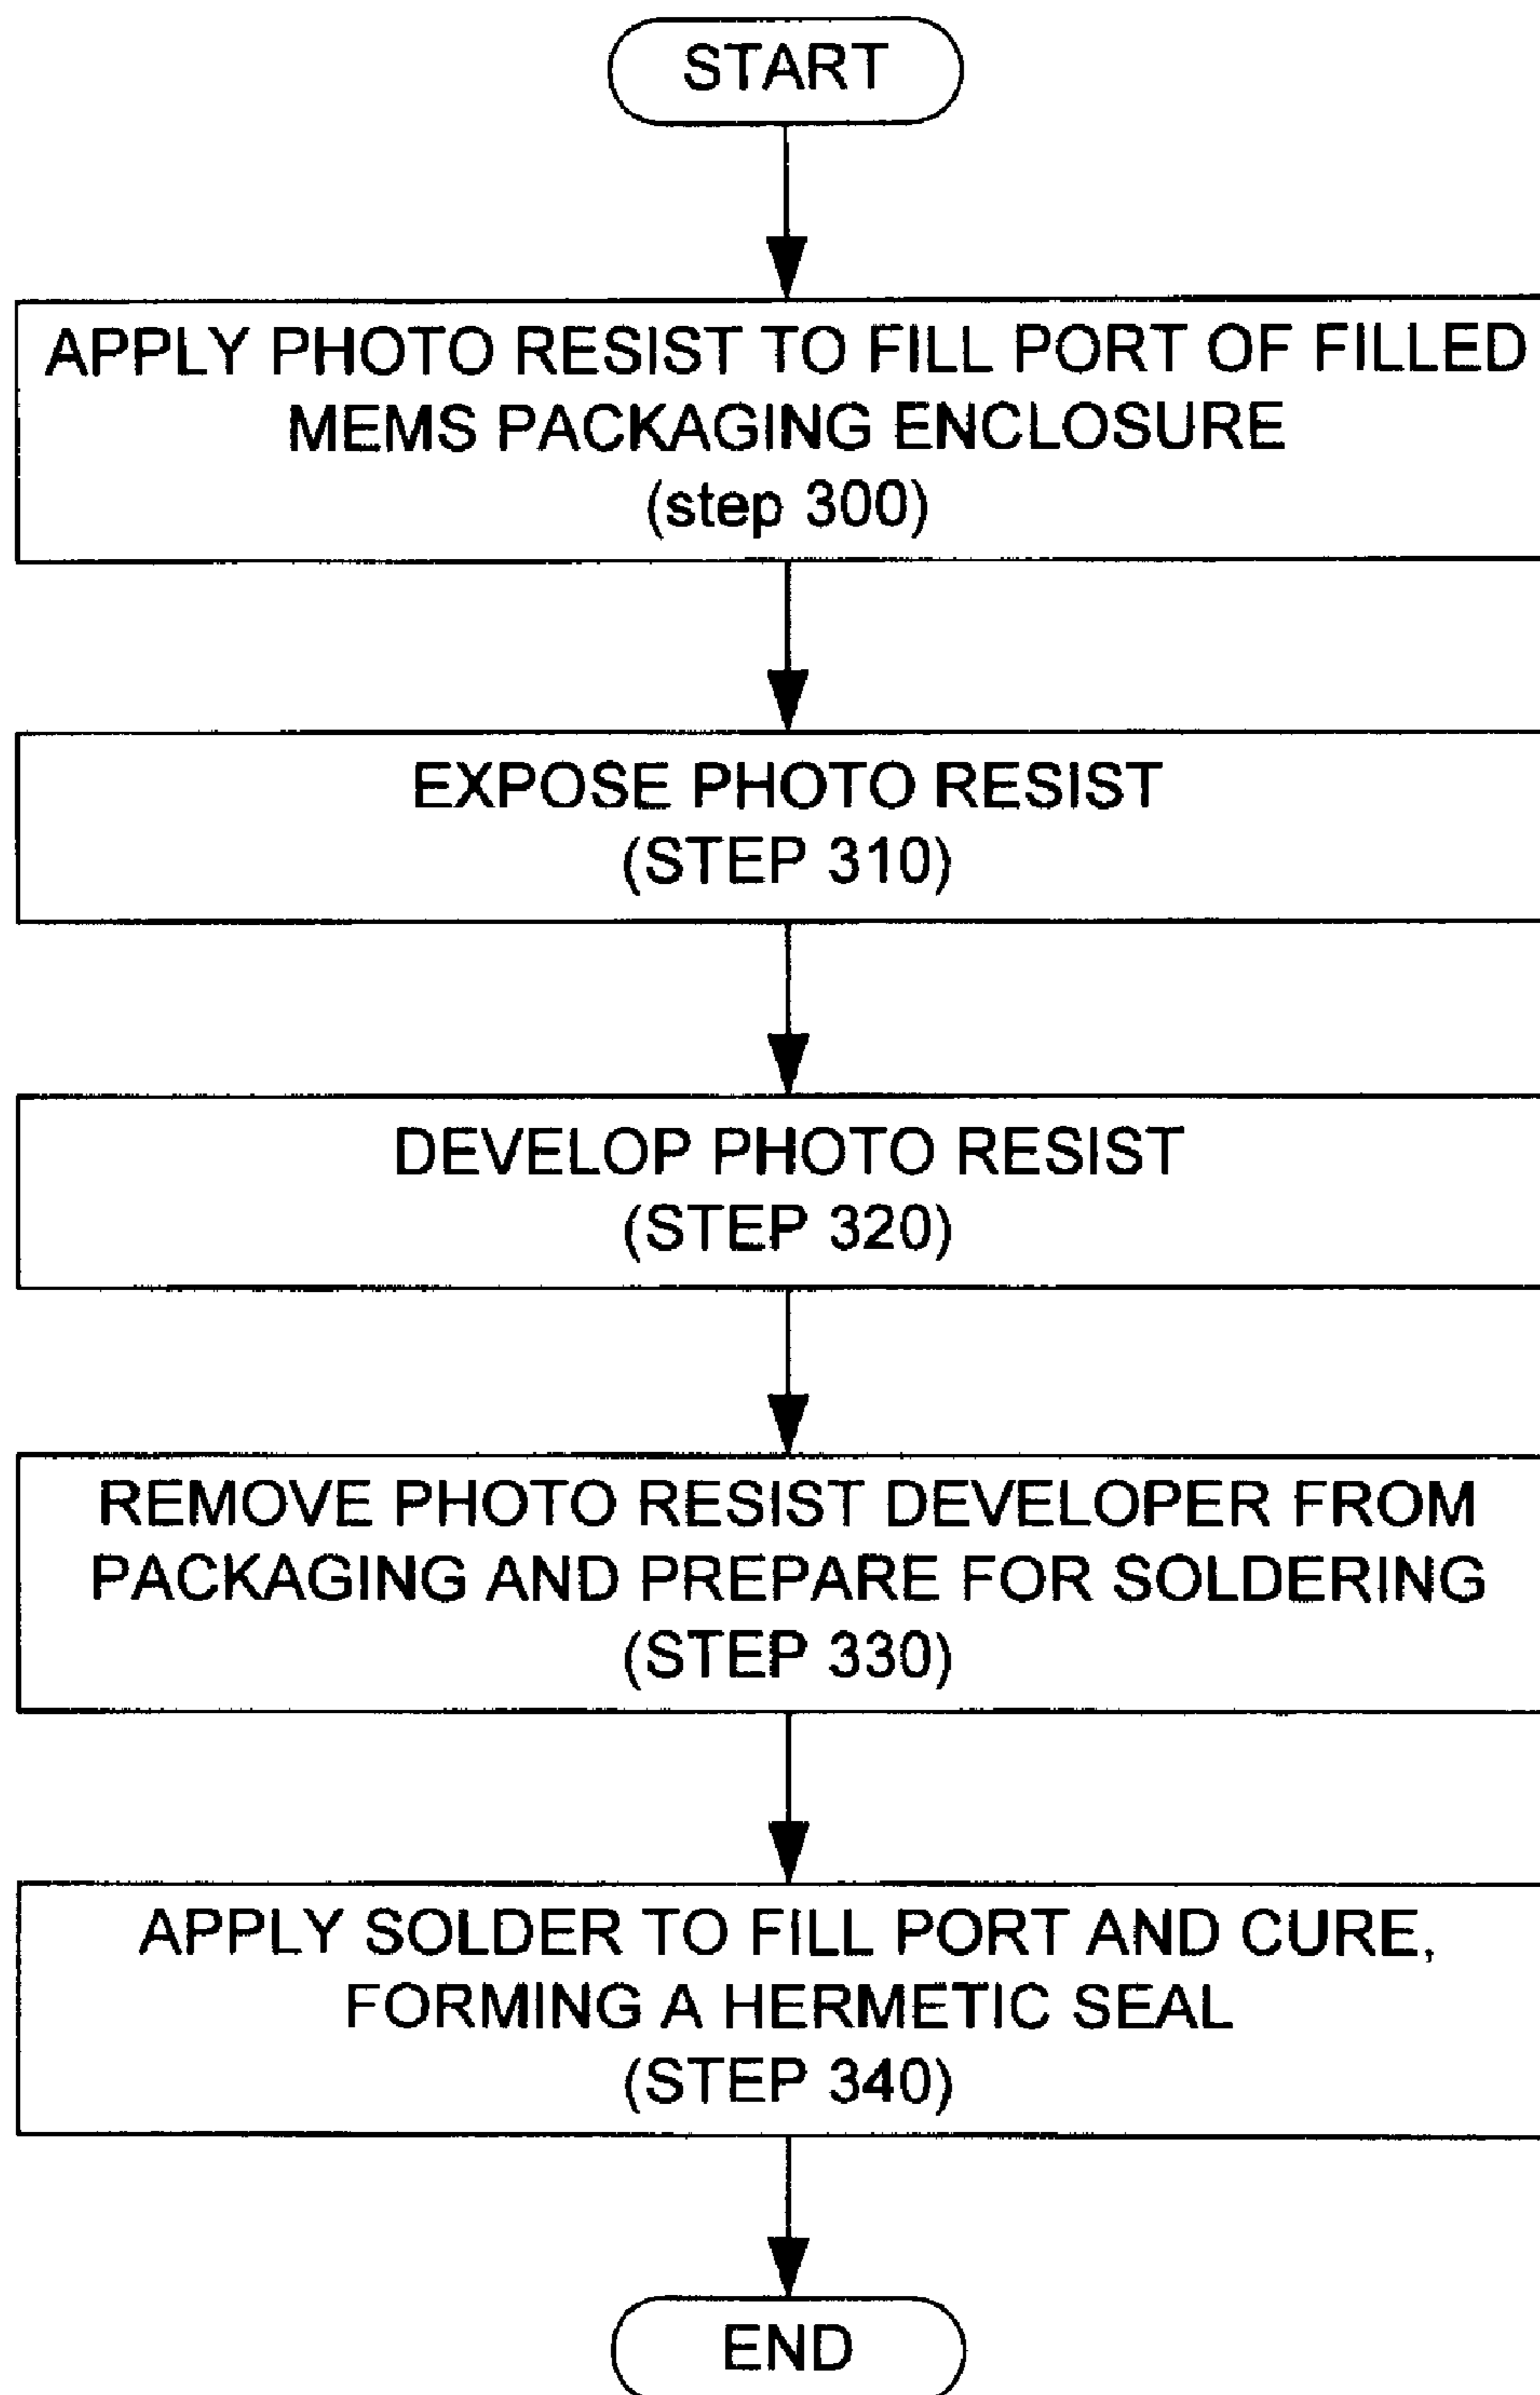 START
APPLY PHOTO RESIST TO FILL PORT OF FILLED
MEMS PACKAGING ENCLOSURE
(step 300)
EXPOSE PHOTO RESIST
(STEP 310)
DEVELOP PHOTO RESIST
(STEP 320)
REMOVE PHOTO RESIST DEVELOPER FROM
PACKAGING AND PREPARE FOR SOLDERING
(STEP 330)
APPLY SOLDER TO FILL PORT AND CURE,
FORMING A HERMETIC SEAL
(STEP 340)
END